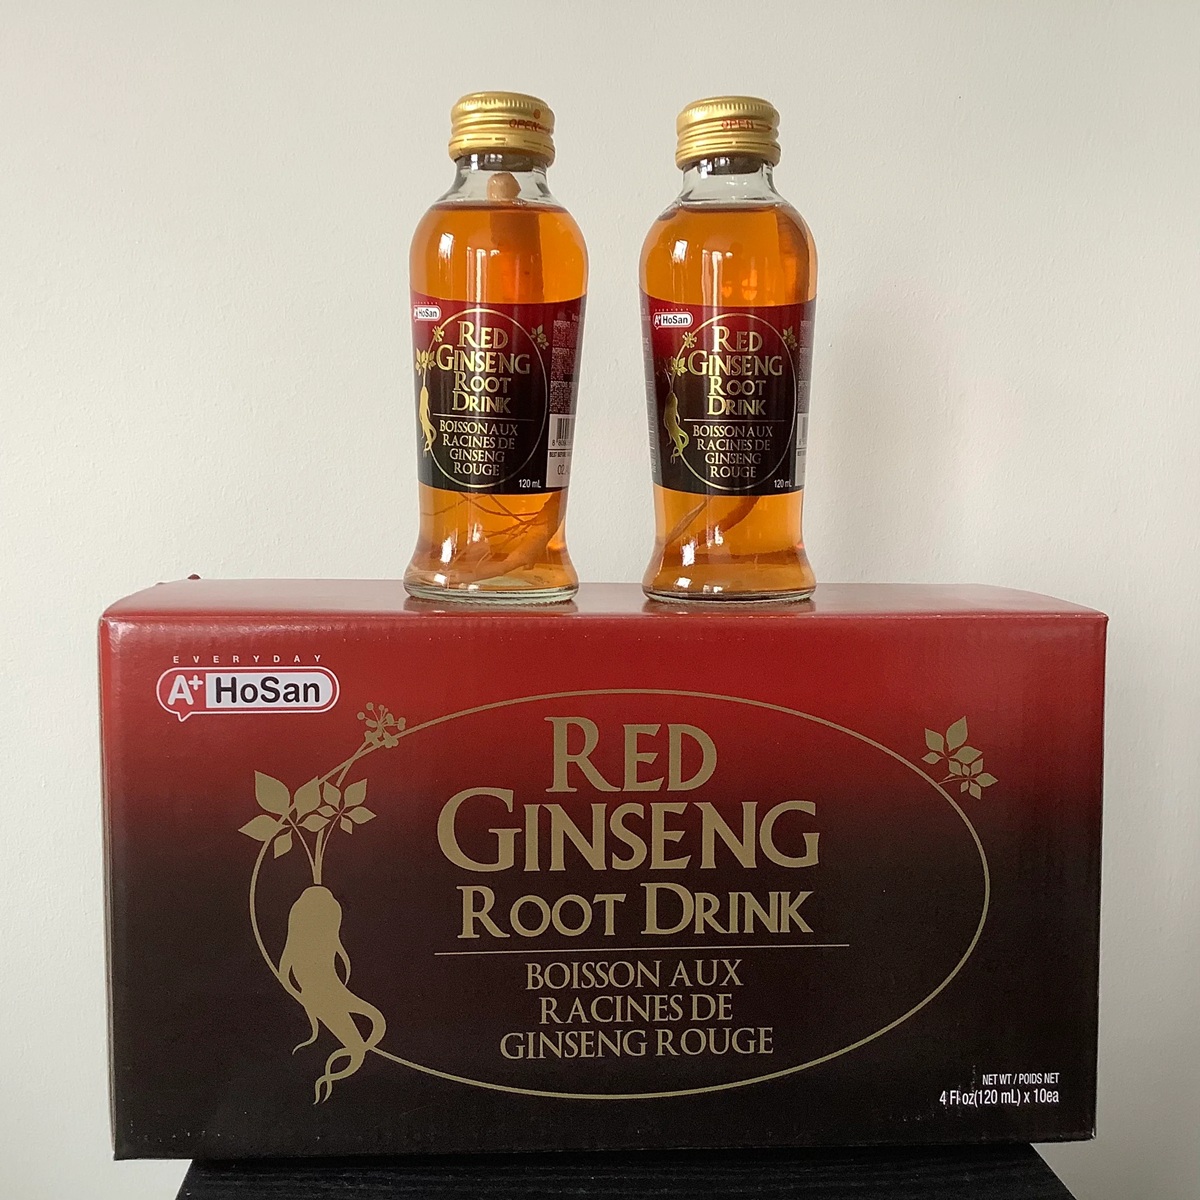 OPEN
HoSan
RED
GINSENG
ROOT
DRINK
BOISSON AUX
RACINES DE
GINSENG
ROUGE
120 mL
OPEN
A+ HoSan
RED
GINSENG
ROOT
DRINK
BOISSON AUX
RACINES DE
GINSENG
ROUGE
120 mL
EVERYDAY
A+ HoSan
RED
GINSENG
ROOT DRINK
BOISSON AUX
RACINES DE
GINSENG ROUGE
NET WT / POIDS NET
4 Fl oz(120 mL) x 10ea